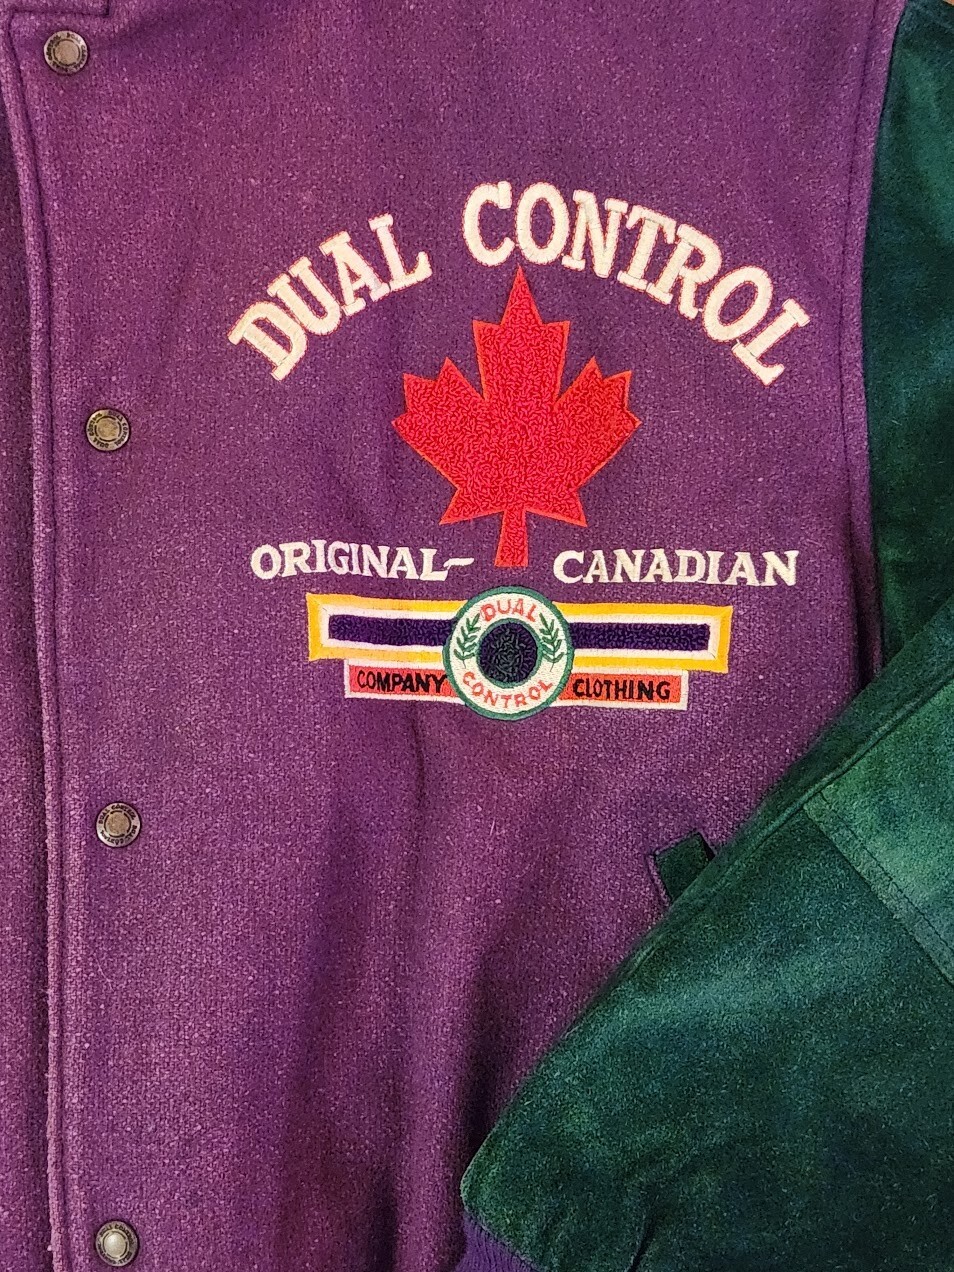 DUAL CONTROL
ORIGINAL- CANADIAN
DUAL
CONTROL
COMPANY CLOTHING